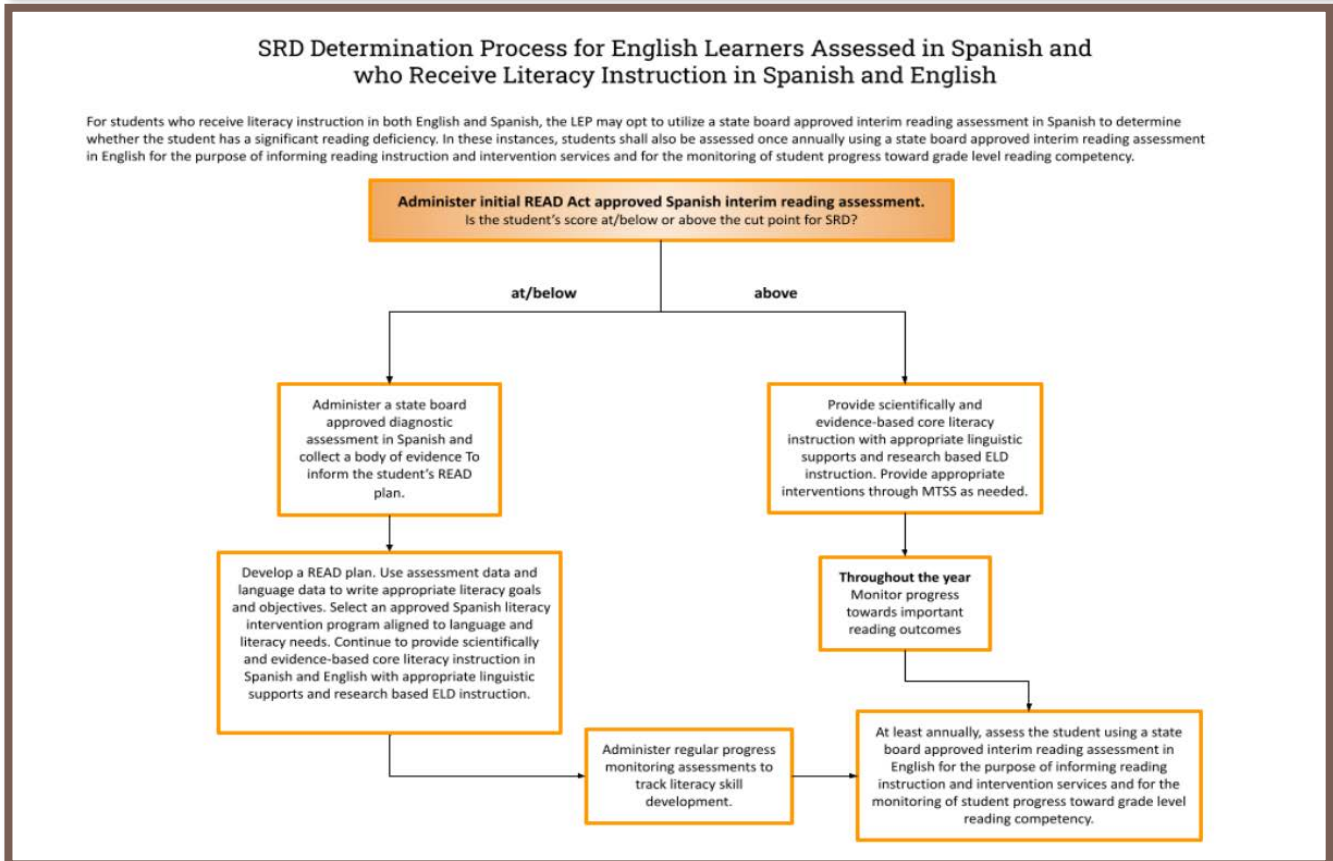 SRD Determination Process for English Learners Assessed in Spanish and
who Receive Literacy Instruction in Spanish and English
For students who receive literacy instruction in both English and Spanish, the LEP may opt to utilize a state board approved interim reading assessment in Spanish to determine
whether the student has a significant reading deficiency. In these instances, students shall also be assessed once annually using a state board approved interim reading assessment
in English for the purpose of informing reading instruction and intervention services and for the monitoring of student progress toward grade level reading competency.
Administer initial READ Act approved Spanish interim reading assessment.
Is the student's score at/below or above the cut point for SRD?
at/below
above
Administer a state board
approved diagnostic
assessment in Spanish and
collect a body of evidence To
inform the student's READ
plan.
Provide scientifically and
evidence-based core literacy
instruction with appropriate linguistic
supports and research based ELD
instruction. Provide appropriate
interventions through MTSS as needed.
Develop a READ plan. Use assessment data and
language data to write appropriate literacy goals
and objectives. Select an approved Spanish literacy
intervention program aligned to language and
literacy needs. Continue to provide scientifically
and evidence-based core literacy instruction in
Spanish and English with appropriate linguistic
supports and research based ELD instruction.
Throughout the year
Monitor progress
towards important
reading outcomes
Administer regular progress
monitoring assessments to
track literacy skill
development.
At least annually, assess the student using a state
board approved interim reading assessment in
English for the purpose of informing reading
instruction and intervention services and for the
monitoring of student progress toward grade level
reading competency.